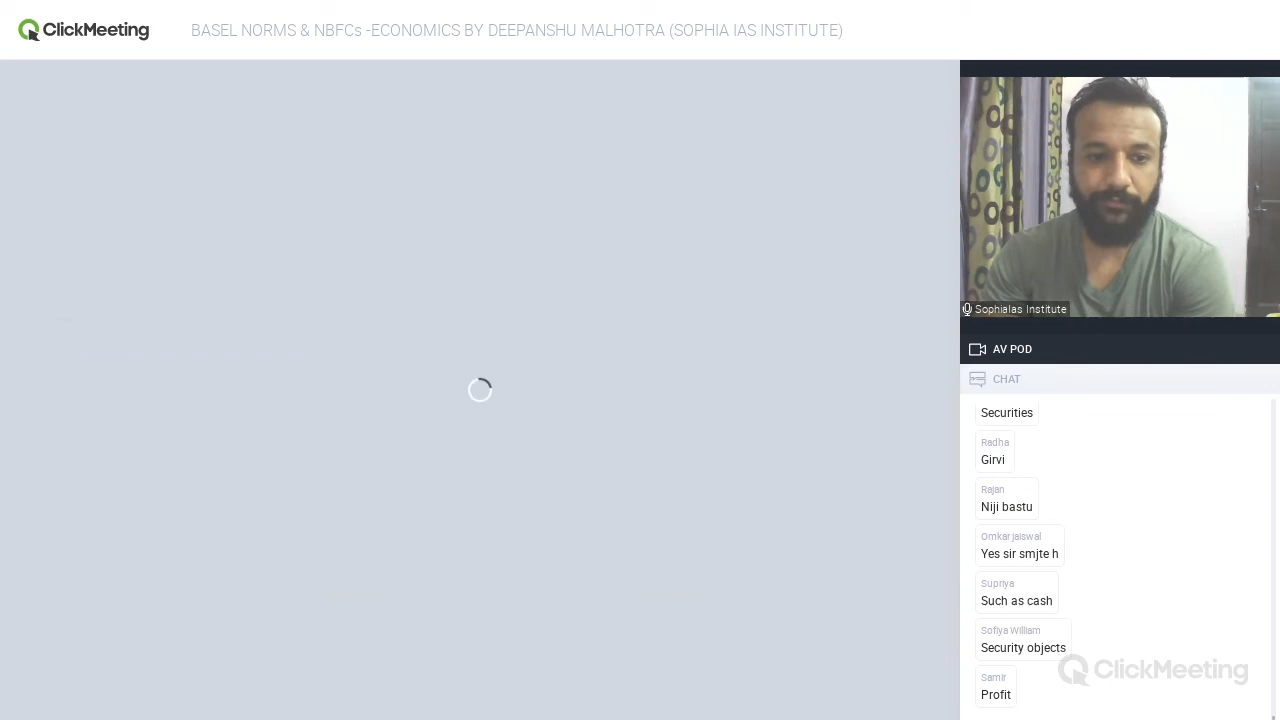 ClickMeeting
BASEL NORMS & NBFCs -ECONOMICS BY DEEPANSHU MALHOTRA (SOPHIA IAS INSTITUTE)
SophiaIas Institute
AV POD
CHAT
Securities
Radha
Girvi
Rajan
Niji bastu
Omkar jaiswal
Yes sir smjte h
Supriya
Such as cash
Sofiya William
Security objects
Samir
Profit
ClickMeeting